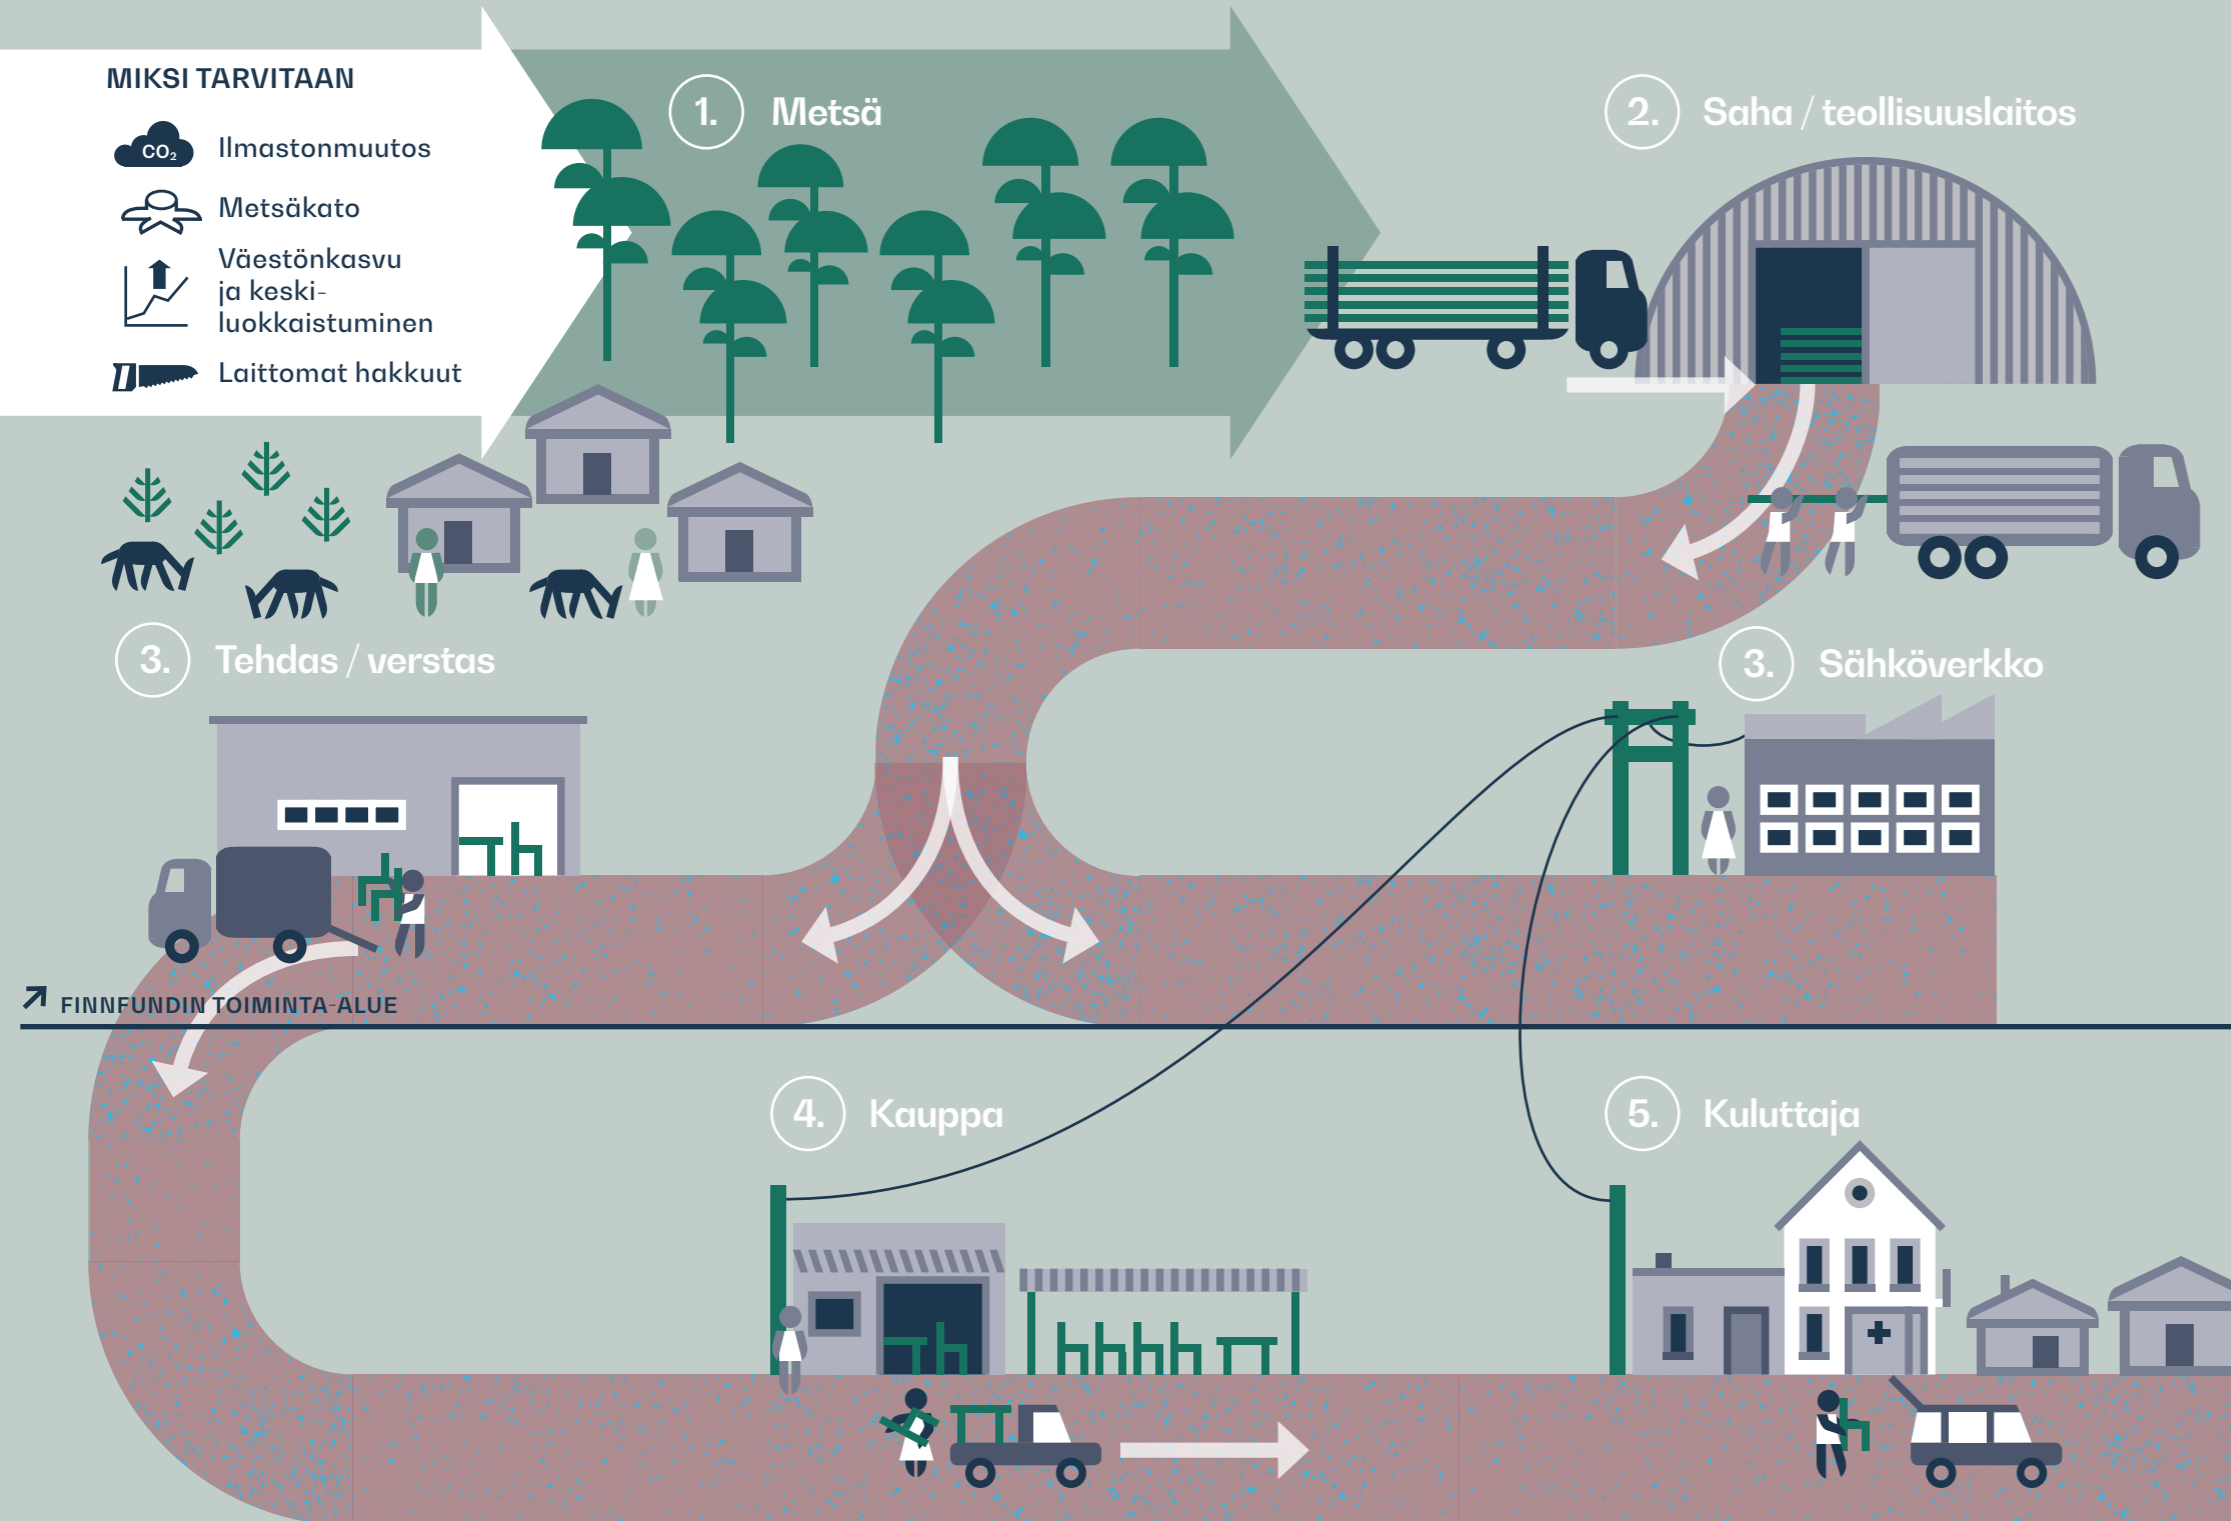 MIKSI TARVITAAN
CO₂
Ilmastonmuutos
Metsäkato
Väestönkasvu
ja keski-
luokkaistuminen
Laittomat hakkuut
1. Metsä
2. Saha / teollisuuslaitos
3. Tehdas / verstas
3. Sähköverkko
FINNFUNDIN TOIMINTA-ALUE
4. Kauppa
5. Kuluttaja